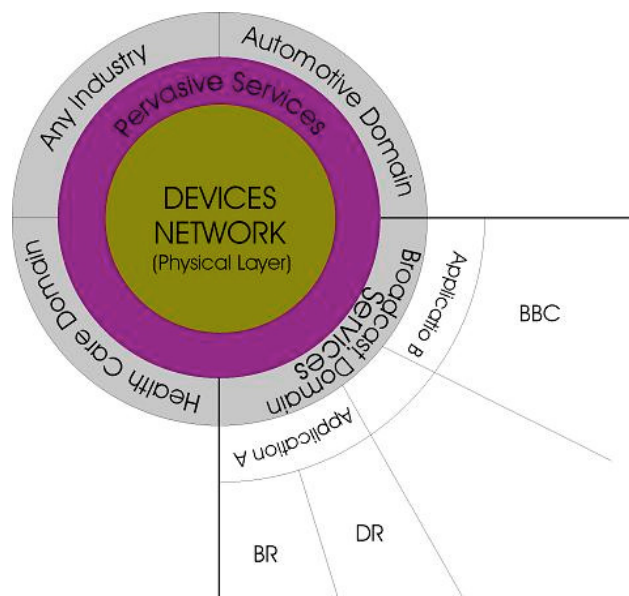 Any Industry
Automotive Domain
Pervasive Services
DEVICES
NETWORK
(Physical Layer)
Health Care Domain
Broadcast Domain
Services
Applicatio B
Application A
BBC
BR
DR